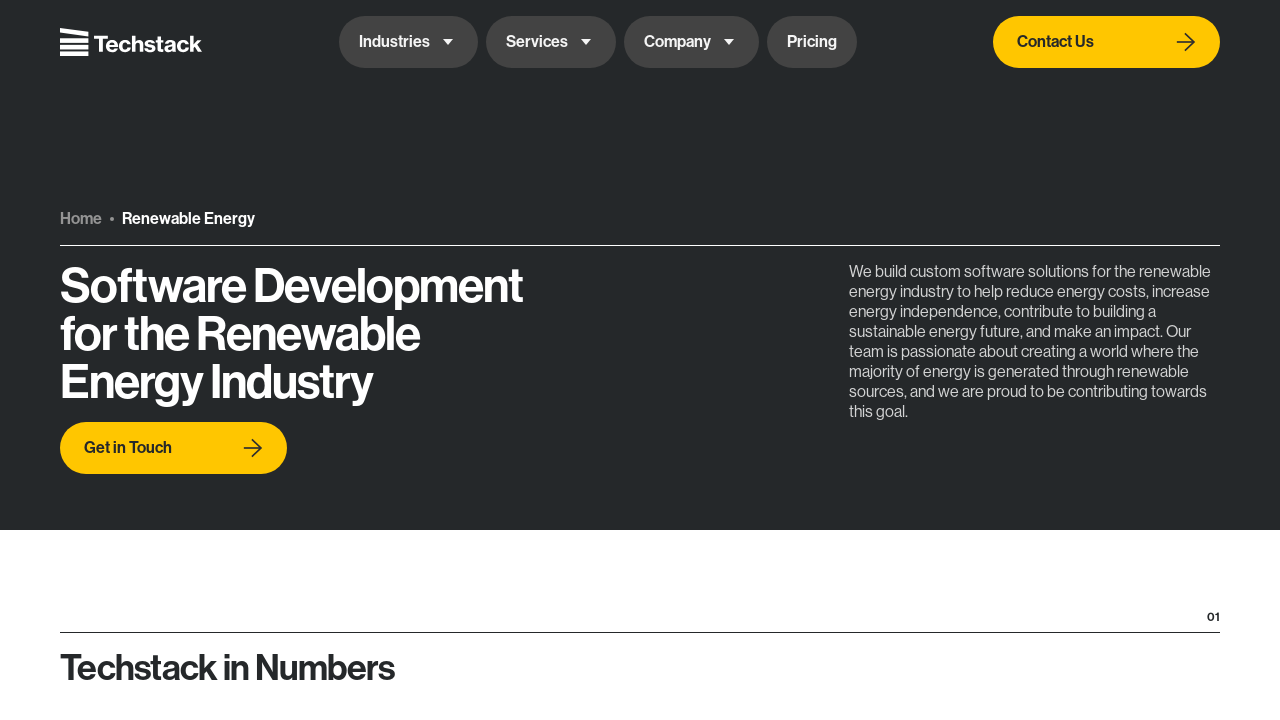 Techstack
Industries
Services
Company
Pricing
Contact Us
Home • Renewable Energy
Software Development
for the Renewable
Energy Industry
Get in Touch
We build custom software solutions for the renewable
energy industry to help reduce energy costs, increase
energy independence, contribute to building a
sustainable energy future, and make an impact. Our
team is passionate about creating a world where the
majority of energy is generated through renewable
sources, and we are proud to be contributing towards
this goal.
01
Techstack in Numbers